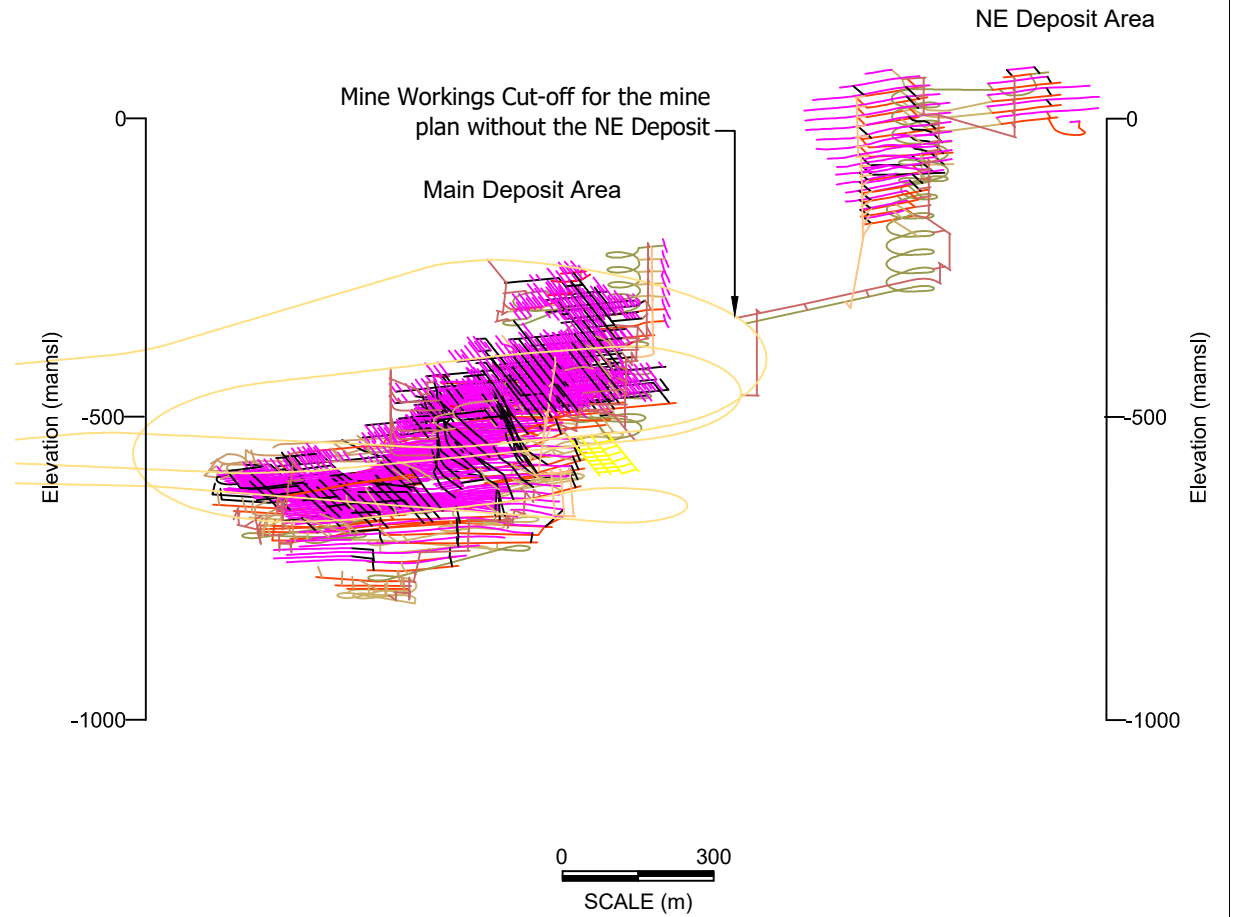 NE Deposit Area
Mine Workings Cut-off for the mine
plan without the NE Deposit
0
0
Main Deposit Area
Elevation (mamsl)
-500
-500
Elevation (mamsl)
-1000
-1000
0 300
SCALE (m)